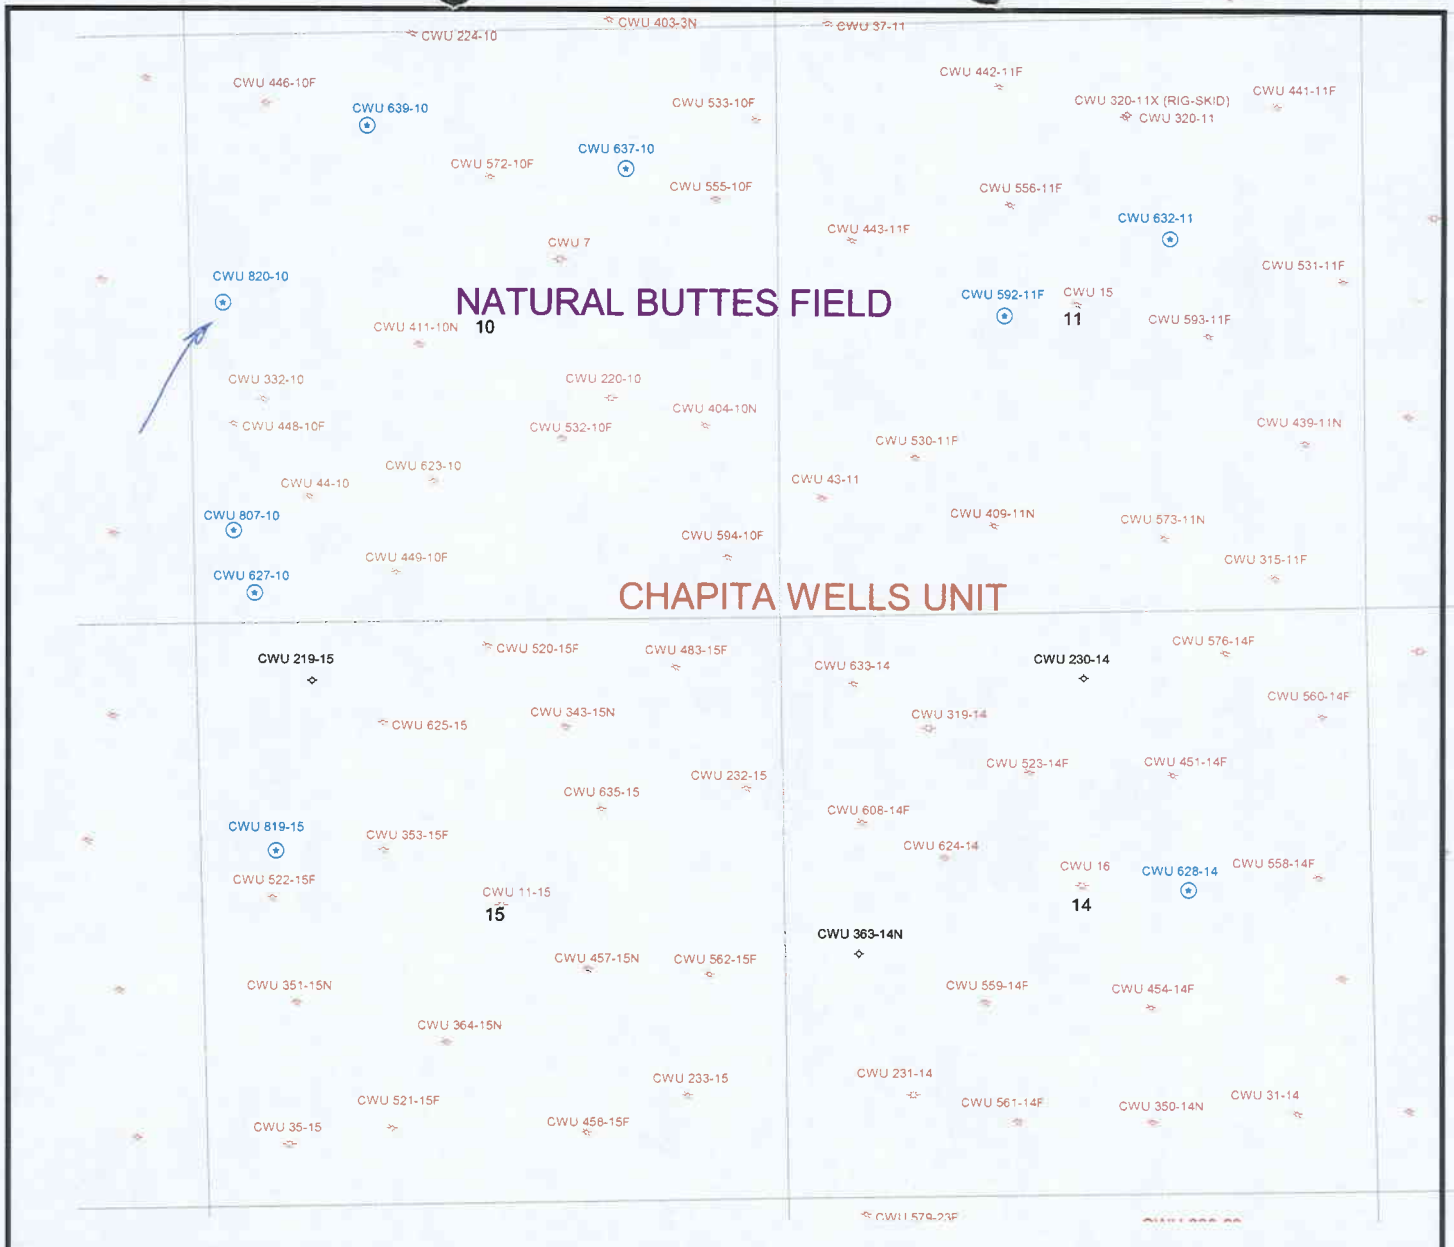 CWU 403-3N
CWU 37-11
CWU 224-10
CWU 446-10F
CWU 639-10
CWU 533-10F
CWU 442-11F
CWU 320-11X (RIG-SKID)
CWU 320-11
CWU 441-11F
CWU 572-10F
CWU 637-10
CWU 555-10F
CWU 556-11F
CWU 632-11
CWU 443-11F
CWU 7
CWU 820-10
CWU 531-11F
NATURAL BUTTES FIELD
CWU 592-11F
CWU 15
CWU 411-10N
10
11
CWU 593-11F
CWU 332-10
CWU 220-10
CWU 404-10N
CWU 448-10F
CWU 532-10F
CWU 439-11N
CWU 530-11F
CWU 623-10
CWU 44-10
CWU 43-11
CWU 807-10
CWU 409-11N
CWU 573-11N
CWU 594-10F
CWU 449-10F
CWU 315-11F
CWU 627-10
CHAPITA WELLS UNIT
CWU 219-15
CWU 520-15F
CWU 483-15F
CWU 633-14
CWU 230-14
CWU 576-14F
CWU 560-14F
CWU 625-15
CWU 343-15N
CWU 319-14
CWU 232-15
CWU 523-14F
CWU 451-14F
CWU 635-15
CWU 608-14F
CWU 819-15
CWU 353-15F
CWU 624-14
CWU 522-15F
CWU 11-15
CWU 16
CWU 628-14
CWU 558-14F
15
14
CWU 363-14N
CWU 457-15N
CWU 562-15F
CWU 351-15N
CWU 559-14F
CWU 454-14F
CWU 364-15N
CWU 233-15
CWU 231-14
CWU 521-15F
CWU 561-14F
CWU 350-14N
CWU 31-14
CWU 35-15
CWU 458-15F
CWU 579-23F